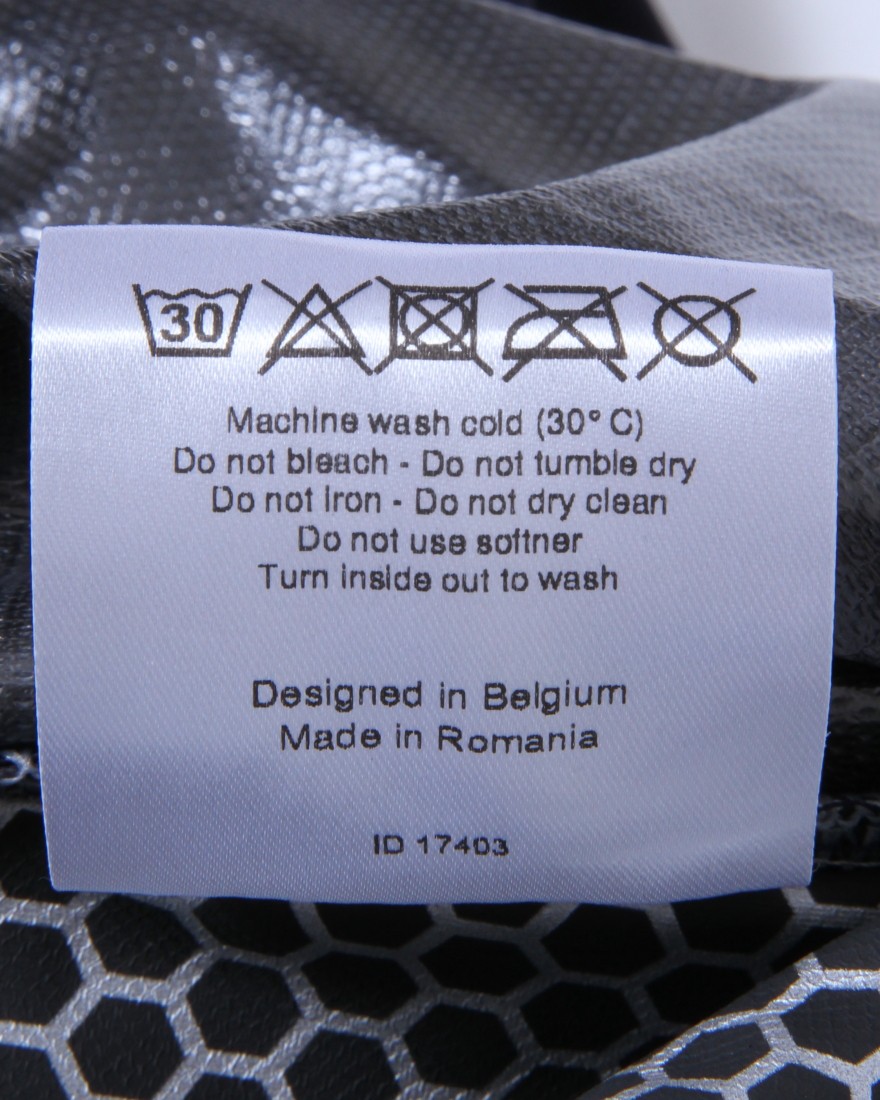 30
Machine wash cold (30° C)
Do not bleach - Do not tumble dry
Do not iron - Do not dry clean
Do not use softner
Turn inside out to wash
Designed in Belgium
Made in Romania
ID 17403